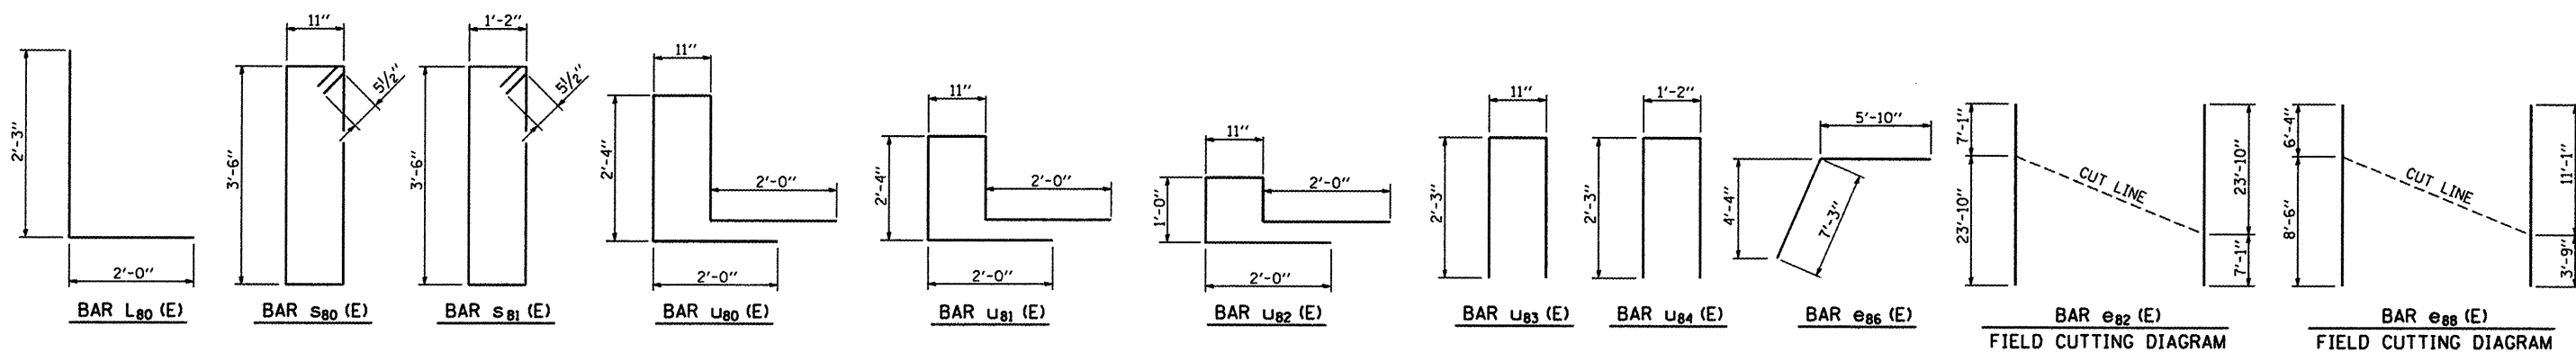 2'-3"
2'-0"
BAR L80 (E)
11"
3'-6"
5 1/2"
BAR s80 (E)
1'-2"
3'-6"
5 1/2"
BAR s81 (E)
11"
2'-4"
2'-0"
2'-0"
BAR u80 (E)
11"
2'-4"
2'-0"
2'-0"
BAR u81 (E)
11"
1'-0"
2'-0"
2'-0"
BAR u82 (E)
11"
2'-3"
BAR u83 (E)
1'-2"
2'-3"
BAR u84 (E)
5'-10"
4'-4"
7'-3"
BAR e86 (E)
7'-1"
23'-10"
CUT LINE
23'-10"
7'-1"
BAR e82 (E)
FIELD CUTTING DIAGRAM
6'-4"
8'-6"
CUT LINE
11'-1"
3'-9"
BAR e88 (E)
FIELD CUTTING DIAGRAM